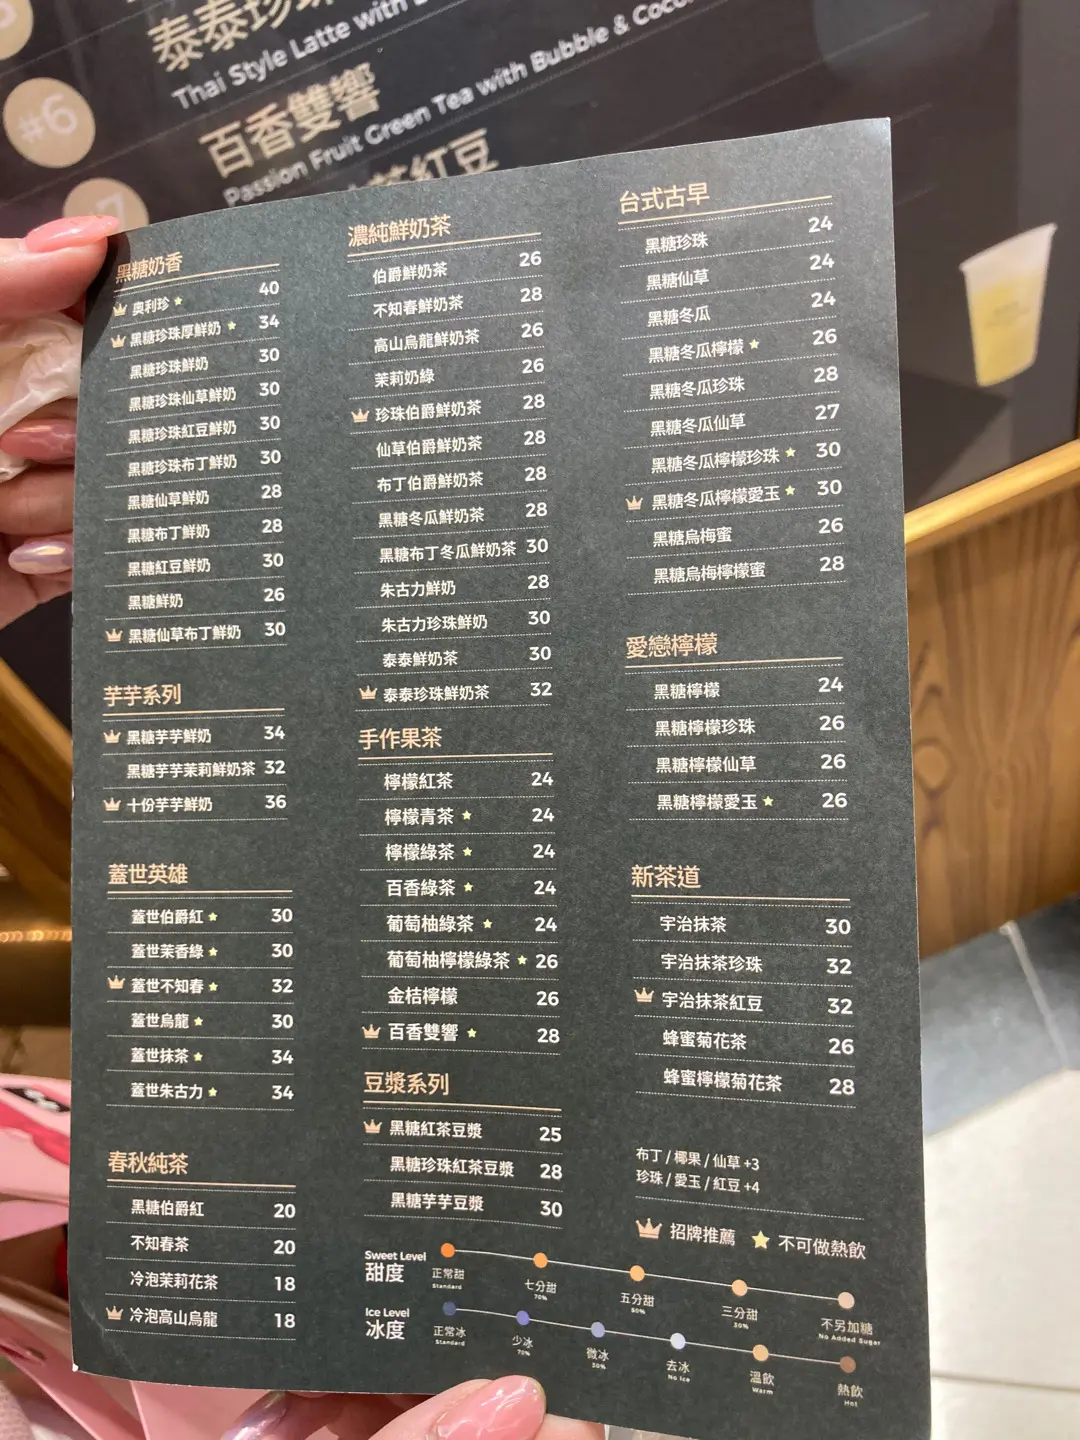 泰泰珍珠
Thai Style Latte with
#6
百香雙響
Passion Fruit Green Tea with Bubble & Coco
紅豆
黑糖奶香
奧利珍 40
黑糖珍珠厚鮮奶 34
黑糖珍珠鮮奶 30
黑糖珍珠仙草鮮奶 30
黑糖珍珠紅豆鮮奶 30
黑糖珍珠布丁鮮奶 30
黑糖仙草鮮奶 28
黑糖布丁鮮奶 28
黑糖紅豆鮮奶 30
黑糖鮮奶 26
黑糖仙草布丁鮮奶 30
芋芋系列
黑糖芋芋鮮奶 34
黑糖芋芋茉莉鮮奶茶 32
十份芋芋鮮奶 36
蓋世英雄
蓋世伯爵紅 30
蓋世茉香綠 30
蓋世不知春 32
蓋世烏龍 30
蓋世抹茶 34
蓋世朱古力 34
春秋純茶
黑糖伯爵紅 20
不知春茶 20
冷泡茉莉花茶 18
冷泡高山烏龍 18
濃純鮮奶茶
伯爵鮮奶茶 26
不知春鮮奶茶 28
高山烏龍鮮奶茶 26
茉莉奶綠 26
珍珠伯爵鮮奶茶 28
仙草伯爵鮮奶茶 28
布丁伯爵鮮奶茶 28
黑糖冬瓜鮮奶茶 28
黑糖布丁冬瓜鮮奶茶 30
朱古力鮮奶 28
朱古力珍珠鮮奶 30
泰泰鮮奶茶 30
泰泰珍珠鮮奶茶 32
手作果茶
檸檬紅茶 24
檸檬青茶 24
檸檬綠茶 24
百香綠茶 24
葡萄柚綠茶 24
葡萄柚檸檬綠茶 26
金桔檸檬 26
百香雙響 28
豆漿系列
黑糖紅茶豆漿 25
黑糖珍珠紅茶豆漿 28
黑糖芋芋豆漿 30
台式古早
黑糖珍珠 24
黑糖仙草 24
黑糖冬瓜 24
黑糖冬瓜檸檬 26
黑糖冬瓜珍珠 28
黑糖冬瓜仙草 27
黑糖冬瓜檸檬珍珠 30
黑糖冬瓜檸檬愛玉 30
黑糖烏梅蜜 26
黑糖烏梅檸檬蜜 28
愛戀檸檬
黑糖檸檬 24
黑糖檸檬珍珠 26
黑糖檸檬仙草 26
黑糖檸檬愛玉 26
新茶道
宇治抹茶 30
宇治抹茶珍珠 32
宇治抹茶紅豆 32
蜂蜜菊花茶 26
蜂蜜檸檬菊花茶 28
布丁 / 椰果 / 仙草 +3
珍珠 / 愛玉 / 紅豆 +4
招牌推薦 不可做熱飲
Sweet Level
甜度
正常甜 七分甜 五分甜 三分甜 不另加糖
Standard 70% 50% 30% No Added Sugar
Ice Level
冰度
正常冰 少冰 微冰 去冰 溫飲 熱飲
Standard 70% 30% No Ice Warm Hot